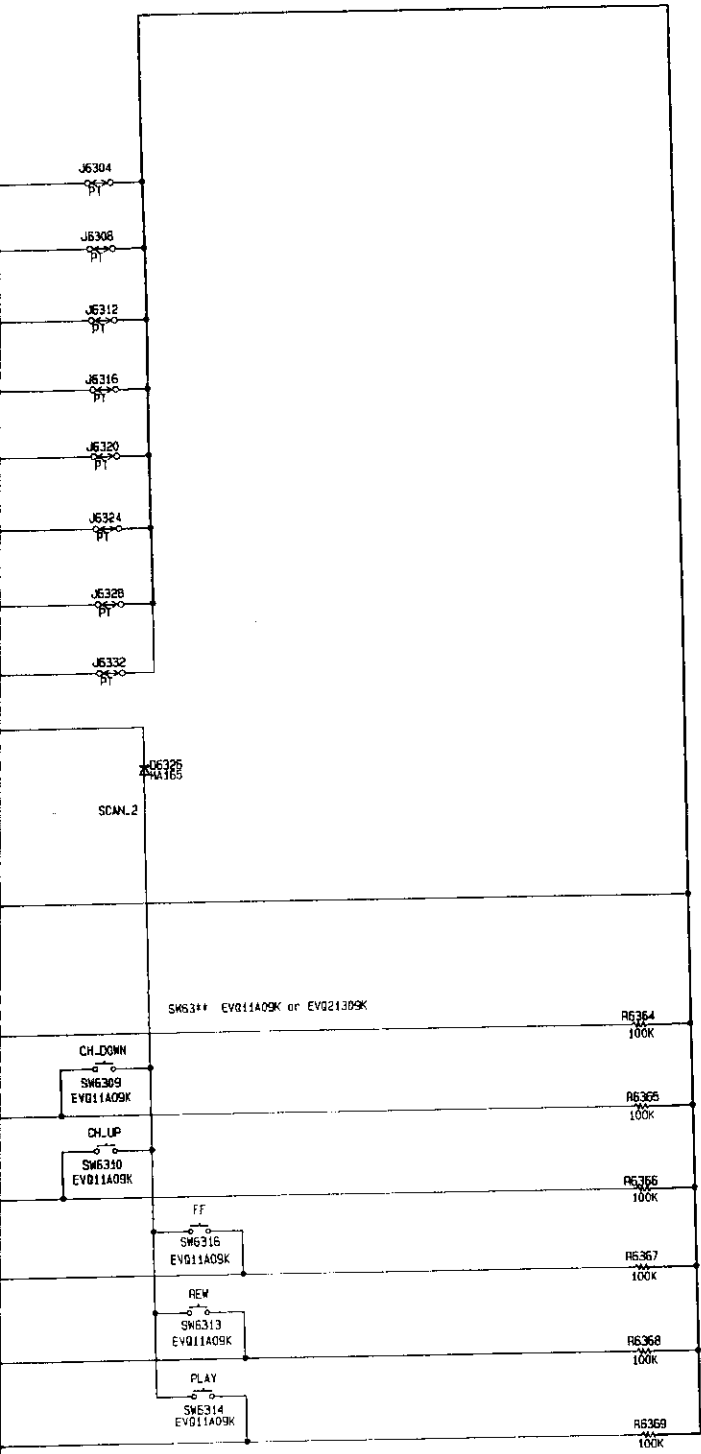 J6304
PT
J6308
PT
J6312
PT
J6316
PT
J6320
PT
J6324
PT
J6328
PT
J6332
PT
D6325
MA165
SCAN_2
SW63** EVQ11A09K or EVQ21309K
R6364
100K
CH_DOWN
SW6309
EVQ11A09K
R6365
100K
CH_UP
SW6310
EVQ11A09K
R6366
100K
FF
SW6316
EVQ11A09K
R6367
100K
REW
SW6313
EVQ11A09K
R6368
100K
PLAY
SW6314
EVQ11A09K
R6369
100K